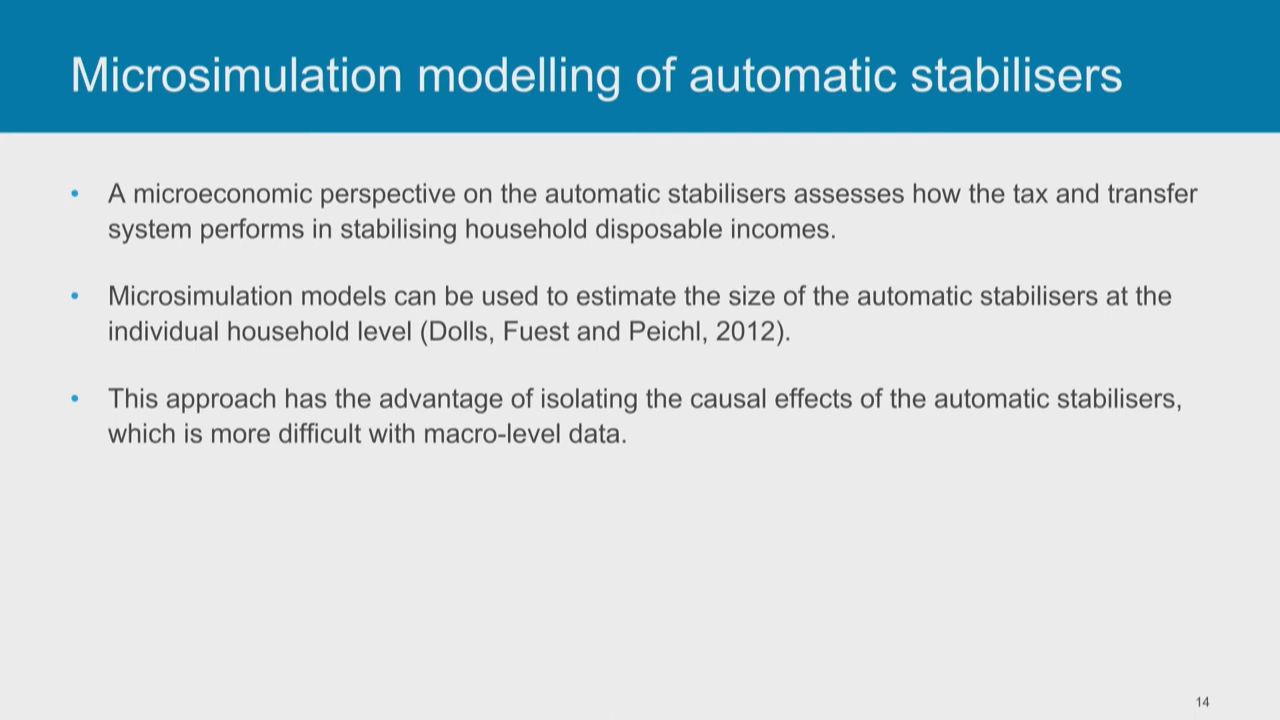 Microsimulation modelling of automatic stabilisers
• A microeconomic perspective on the automatic stabilisers assesses how the tax and transfer
system performs in stabilising household disposable incomes.
• Microsimulation models can be used to estimate the size of the automatic stabilisers at the
individual household level (Dolls, Fuest and Peichl, 2012).
• This approach has the advantage of isolating the causal effects of the automatic stabilisers,
which is more difficult with macro-level data.
14